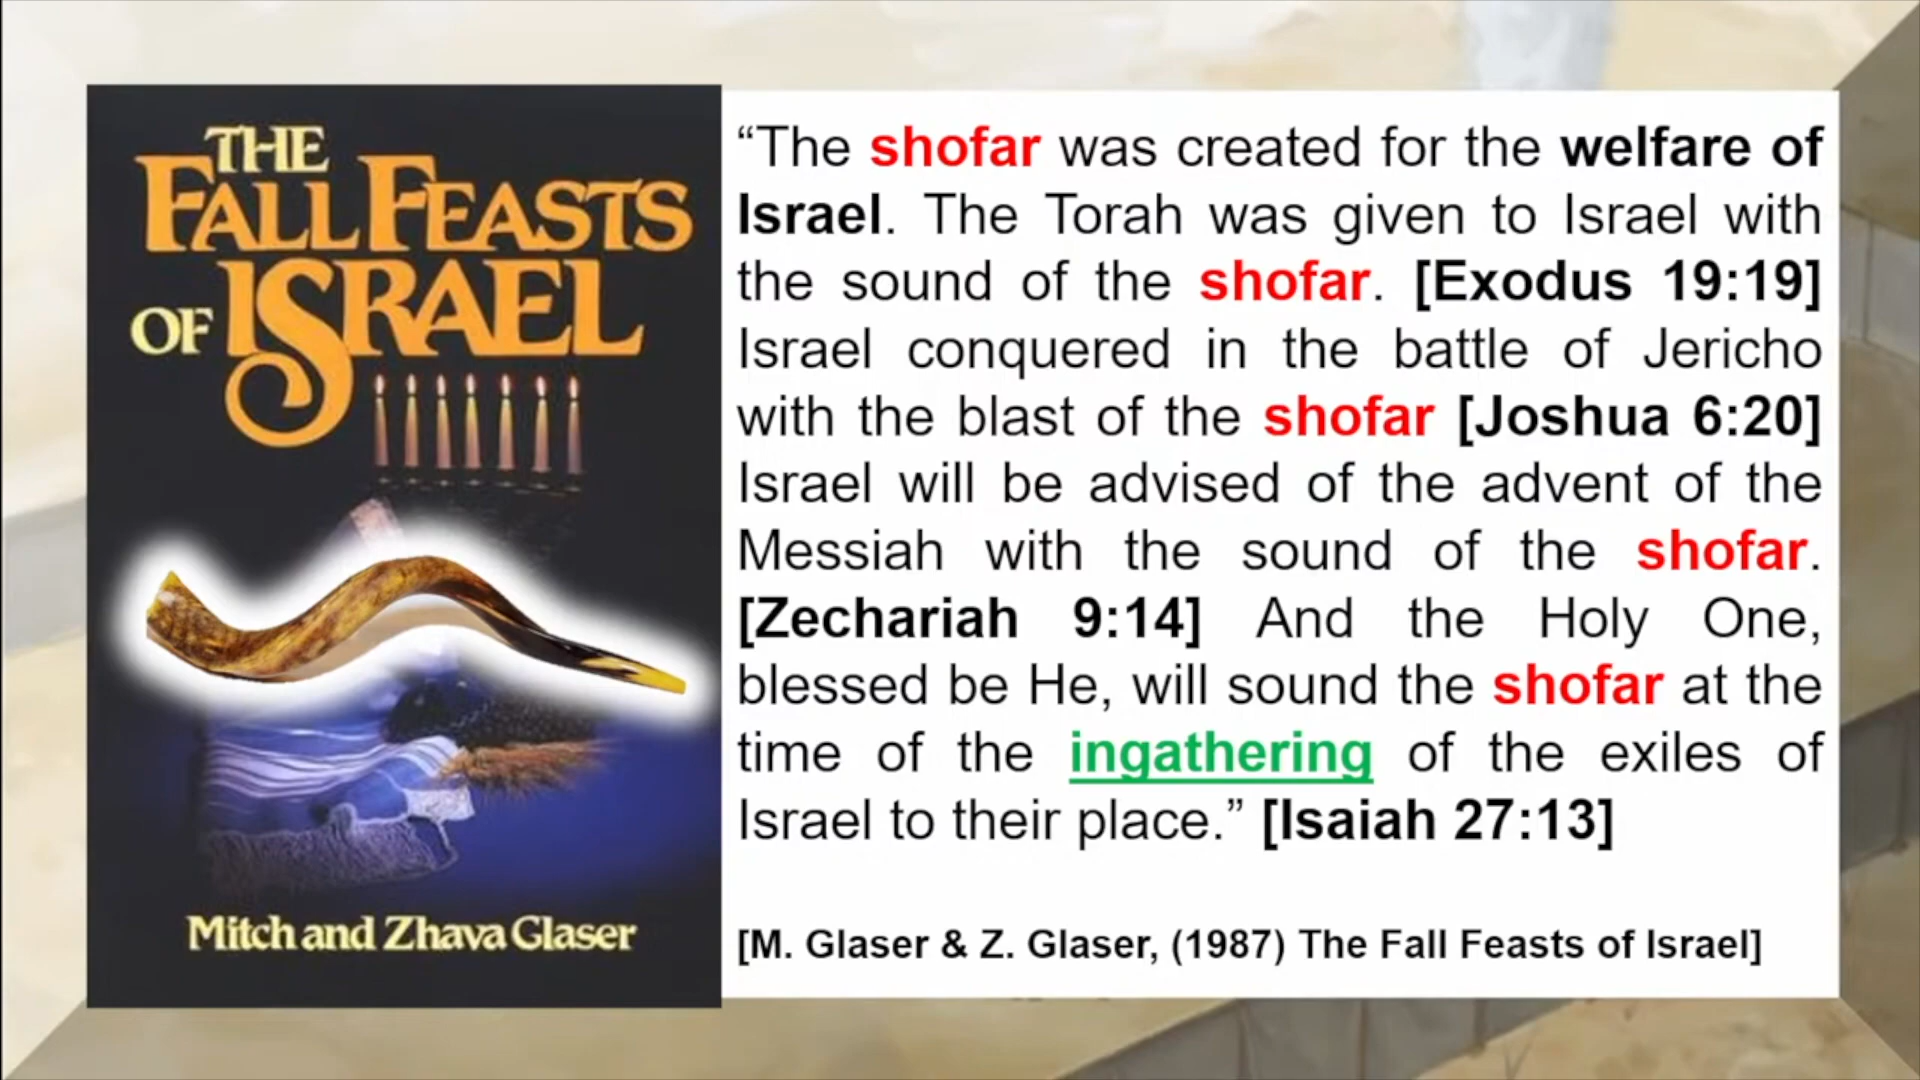 THE
FALL FEASTS
OF ISRAEL
Mitch and Zhava Glaser
“The shofar was created for the welfare of
Israel. The Torah was given to Israel with
the sound of the shofar. [Exodus 19:19]
Israel conquered in the battle of Jericho
with the blast of the shofar [Joshua 6:20]
Israel will be advised of the advent of the
Messiah with the sound of the shofar.
[Zechariah 9:14] And the Holy One,
blessed be He, will sound the shofar at the
time of the ingathering of the exiles of
Israel to their place.” [Isaiah 27:13]
[M. Glaser & Z. Glaser, (1987) The Fall Feasts of Israel]